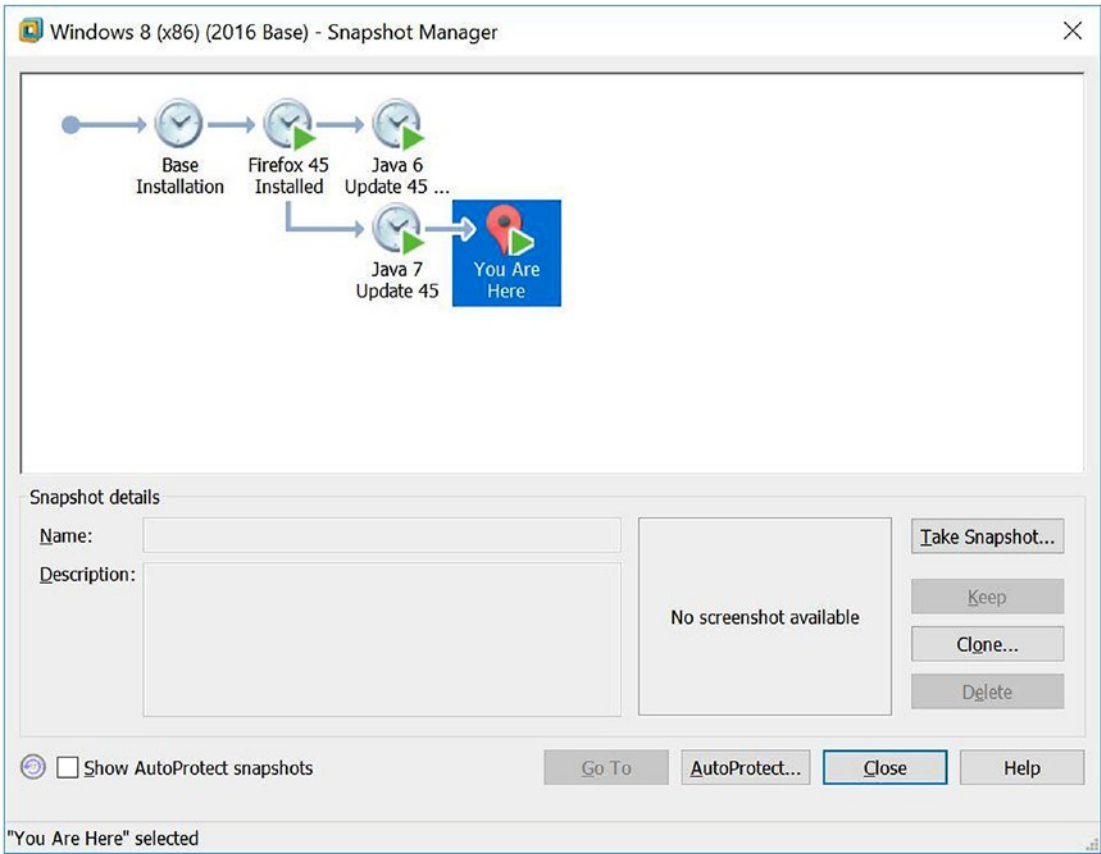 Windows 8 (x86) (2016 Base) - Snapshot Manager
Base
Installation
Firefox 45
Installed
Java 6
Update 45 ...
Java 7
Update 45
You Are
Here
Snapshot details
Name:
Description:
No screenshot available
Take Snapshot...
Keep
Clone...
Delete
Show AutoProtect snapshots
Go To
AutoProtect...
Close
Help
"You Are Here" selected